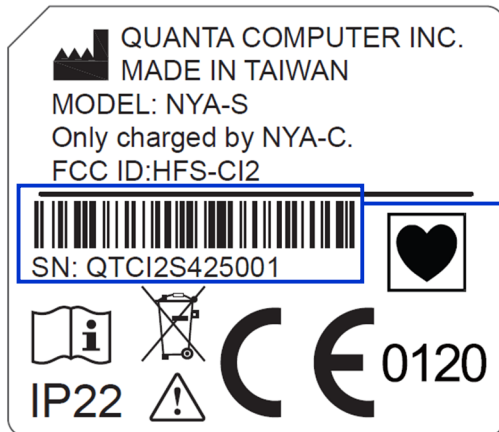 QUANTA COMPUTER INC.
MADE IN TAIWAN
MODEL: NYA-S
Only charged by NYA-C.
FCC ID:HFS-CI2
SN: QTCI2S425001
i
CE 0120
IP22
!